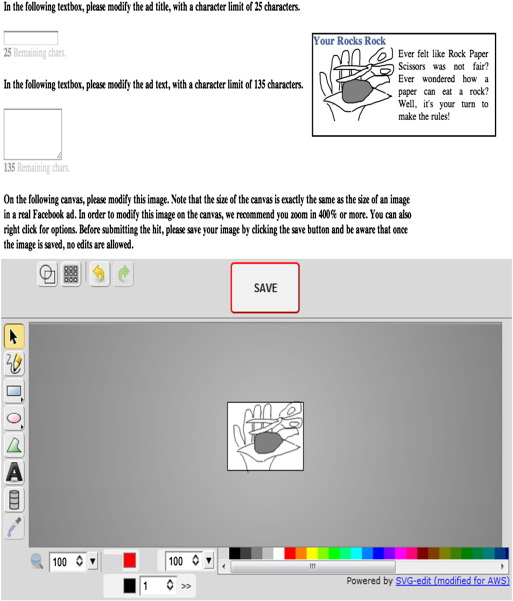 In the following textbox, please modify the ad title, with a character limit of 25 characters.
25 Remaining chars.
Your Rocks Rock
Ever felt like Rock Paper
Scissors was not fair?
Ever wondered how a
paper can eat a rock?
Well, it's your turn to
make the rules!
In the following textbox, please modify the ad text, with a character limit of 135 characters.
135 Remaining chars.
On the following canvas, please modify this image. Note that the size of the canvas is exactly the same as the size of an image
in a real Facebook ad. In order to modify this image on the canvas, we recommend you zoom in 400% or more. You can also
right click for options. Before submitting the hit, please save your image by clicking the save button and be aware that once
the image is saved, no edits are allowed.
SAVE
A
100
100
1 >>
Powered by SVG-edit (modified for AWS)